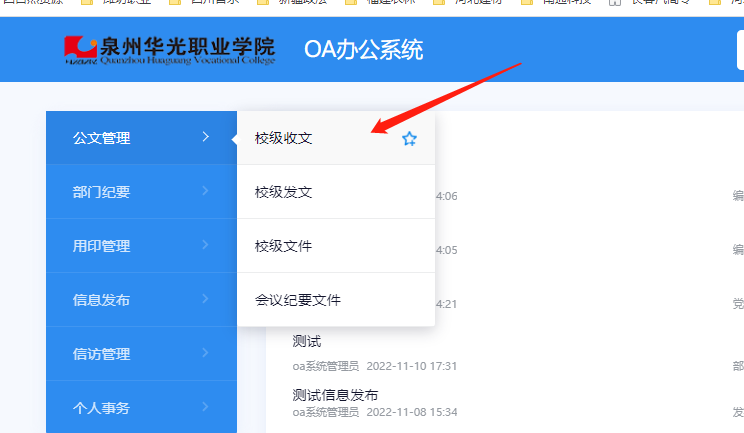 泉州华光职业学院
Quanzhou Huaguang Vocational College
OA办公系统
公文管理
部门纪要
用印管理
信息发布
信访管理
个人事务
校级收文
校级发文
校级文件
会议纪要文件
4:06
编
4:05
编
4:21
党
测试
oa系统管理员 2022-11-10 17:31
部
测试信息发布
oa系统管理员 2022-11-08 15:34
发